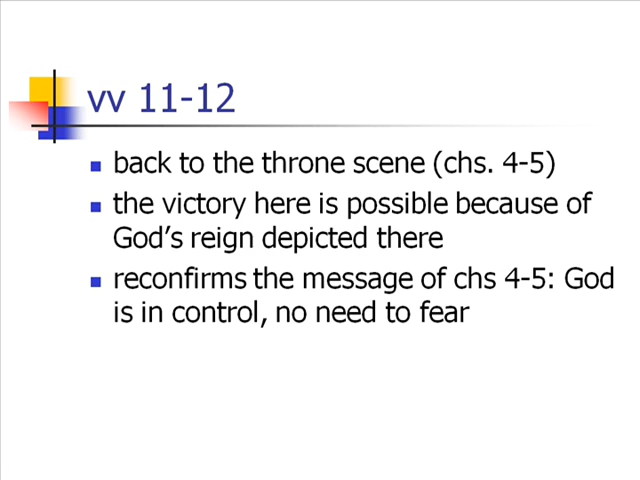 vv 11-12
back to the throne scene (chs. 4-5)
the victory here is possible because of
God's reign depicted there
reconfirms the message of chs 4-5: God
is in control, no need to fear